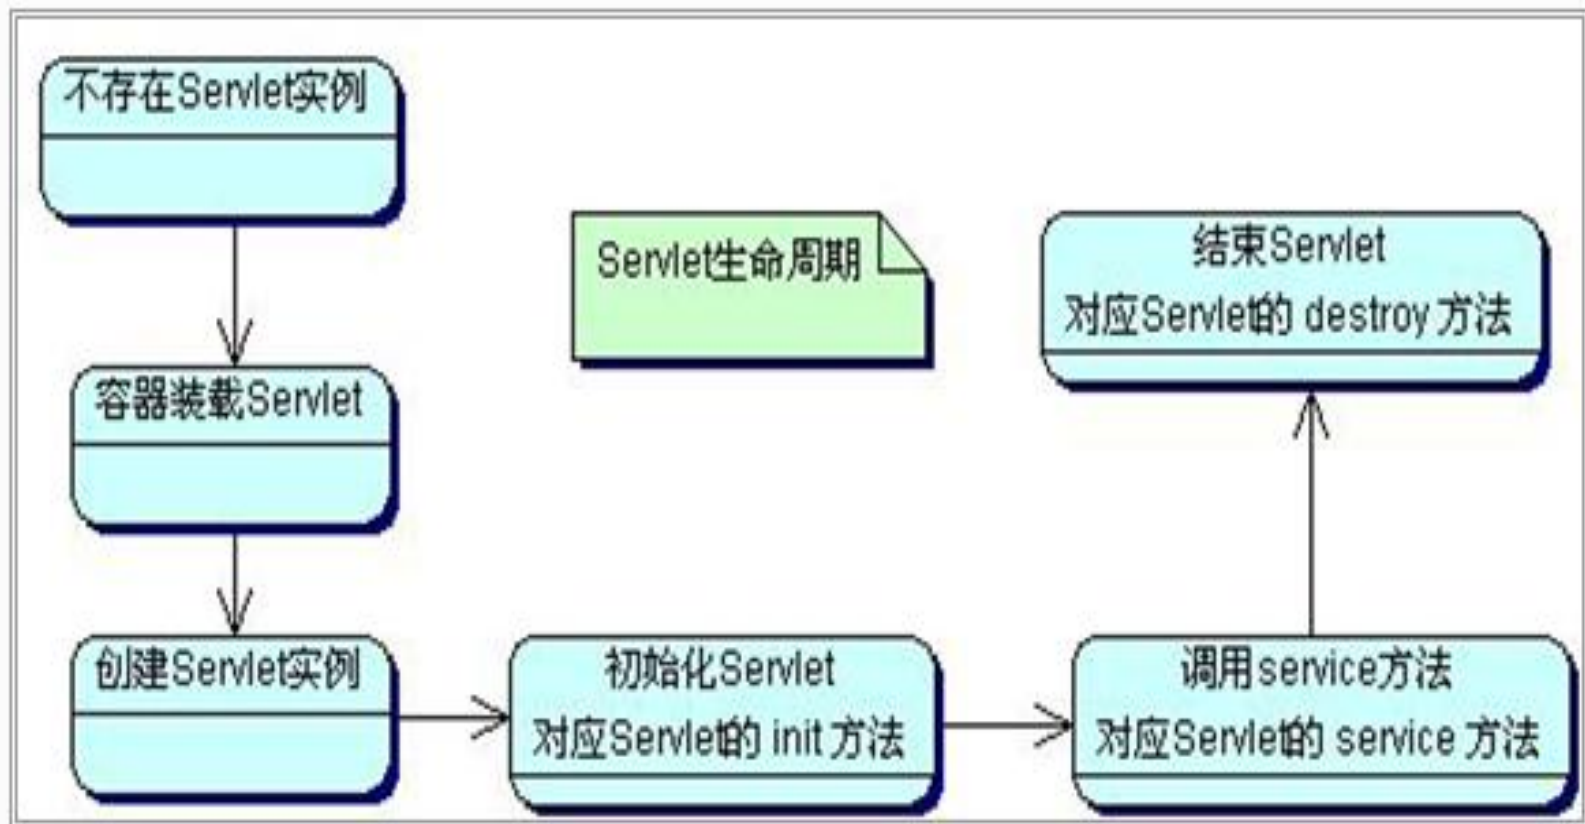 不存在Servlet实例
容器装载Servlet
创建Servlet实例
初始化Servlet
对应Servlet的 init 方法
调用service方法
对应Servlet的 service 方法
结束Servlet
对应Servlet的 destroy 方法
Servlet生命周期